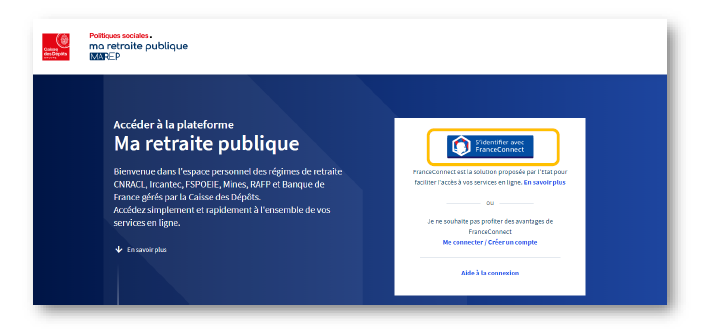 Caisse
des Dépôts
Politiques sociales.
ma retraite publique
MAREP
Accéder à la plateforme
Ma retraite publique
Bienvenue dans l'espace personnel des régimes de retraite
CNRACL, Ircantec, FSPOEIE, Mines, RAFP et Banque de
France gérés par la Caisse des Dépôts.
Accédez simplement et rapidement à l'ensemble de vos
services en ligne.
En savoir plus
S'identifier avec
FranceConnect
FranceConnect est la solution proposée par l'Etat pour
faciliter l'accès à vos services en ligne. En savoir plus
ou
Je ne souhaite pas profiter des avantages de
FranceConnect
Me connecter / Créer un compte
Aide à la connexion